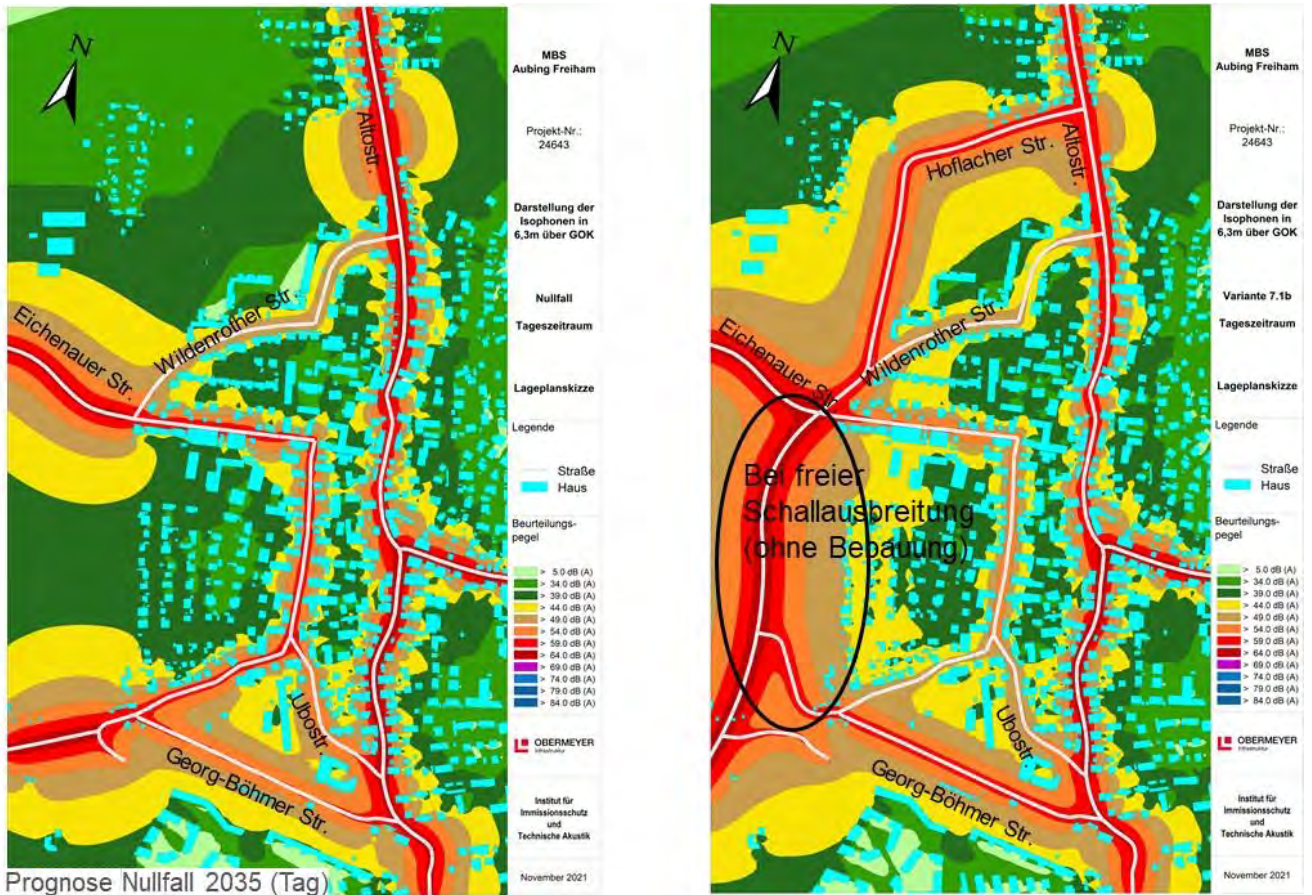 N
Altostr.
Wildenrother Str.
Eichenauer Str.
Ubostr.
Georg-Böhmer Str.
Prognose Nullfall 2035 (Tag)
MBS
Aubing Freiham
Projekt-Nr.:
24643
Darstellung der
Isophonen in
6,3m über GOK
Nullfall
Tageszeitraum
Lageplanskizze
Legende
Straße
Haus
Beurteilungs-
pegel
> 5.0 dB (A)
> 34.0 dB (A)
> 39.0 dB (A)
> 44.0 dB (A)
> 49.0 dB (A)
> 54.0 dB (A)
> 59.0 dB (A)
> 64.0 dB (A)
> 69.0 dB (A)
> 74.0 dB (A)
> 79.0 dB (A)
> 84.0 dB (A)
OBERMEYER
Infrastruktur
Institut für
Immissionsschutz
und
Technische Akustik
November 2021
N
Hoflacher Str.
Altostr.
Wildenrother Str.
Eichenauer Str.
Bei freier
Schallausbreitung
(ohne Bebauung)
Ubostr.
Georg-Böhmer Str.
MBS
Aubing Freiham
Projekt-Nr.:
24643
Darstellung der
Isophonen in
6,3m über GOK
Variante 7.1b
Tageszeitraum
Lageplanskizze
Legende
Straße
Haus
Beurteilungs-
pegel
> 5.0 dB (A)
> 34.0 dB (A)
> 39.0 dB (A)
> 44.0 dB (A)
> 49.0 dB (A)
> 54.0 dB (A)
> 59.0 dB (A)
> 64.0 dB (A)
> 69.0 dB (A)
> 74.0 dB (A)
> 79.0 dB (A)
> 84.0 dB (A)
OBERMEYER
Infrastruktur
Institut für
Immissionsschutz
und
Technische Akustik
November 2021